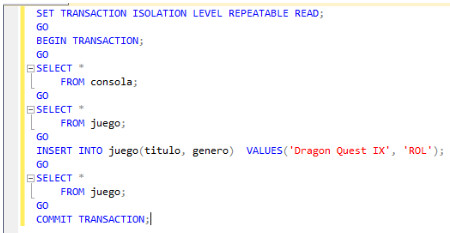 SET TRANSACTION ISOLATION LEVEL REPEATABLE READ;
GO
BEGIN TRANSACTION;
GO
SELECT *
FROM consola;
GO
SELECT *
FROM juego;
GO
INSERT INTO juego(titulo, genero)  VALUES('Dragon Quest IX', 'ROL');
GO
SELECT *
FROM juego;
GO
COMMIT TRANSACTION;